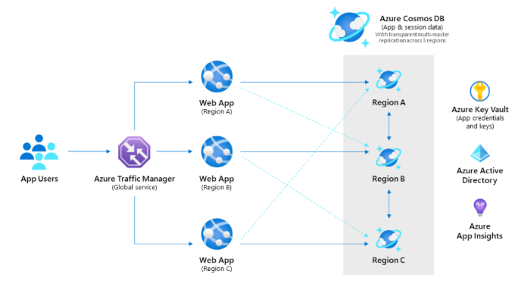 Azure Cosmos DB
(App & session data)
With transparent multi-master
replication across 3 regions
Web App
(Region A)
Region A
Azure Key Vault
(App credentials
and keys)
App Users
Azure Traffic Manager
(Global service)
Web App
(Region B)
Region B
Azure Active
Directory
Web App
(Region C)
Region C
Azure
App Insights